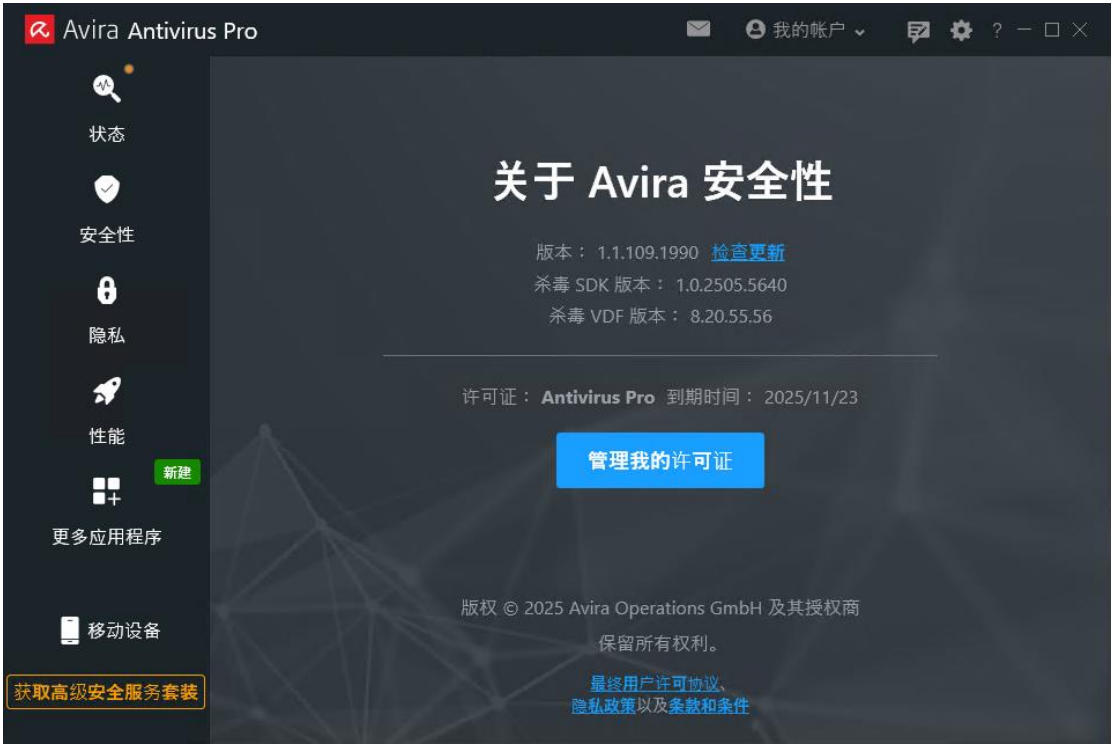 Avira Antivirus Pro
我的帐户
?
状态
安全性
隐私
性能
新建
更多应用程序
移动设备
获取高级安全服务套装
关于 Avira 安全性
版本： 1.1.109.1990 检查更新
杀毒 SDK 版本： 1.0.2505.5640
杀毒 VDF 版本： 8.20.55.56
许可证： Antivirus Pro 到期时间： 2025/11/23
管理我的许可证
版权 © 2025 Avira Operations GmbH 及其授权商
保留所有权利。
最终用户许可协议、
隐私政策以及条款和条件